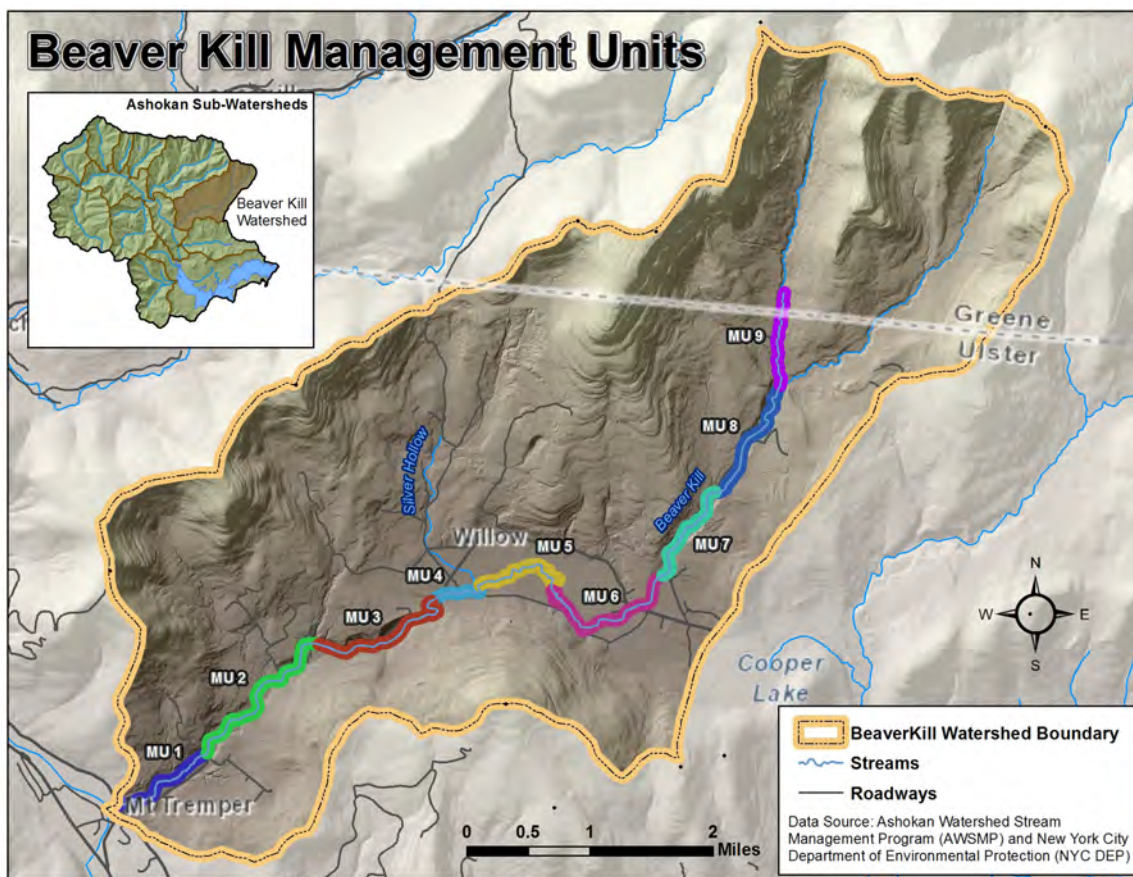 Beaver Kill Management Units
Ashokan Sub-Watersheds
Beaver Kill
Watershed
Greene
Ulster
MU 9
MU 8
Silver Hollow
Beaver Kill
Willow
MU 5
MU 7
MU 4
MU 6
MU 3
MU 2
MU 1
Mt Tremper
Cooper
Lake
N
W
E
S
BeaverKill Watershed Boundary
Streams
Roadways
Data Source: Ashokan Watershed Stream
Management Program (AWSMP) and New York City
Department of Environmental Protection (NYC DEP)
0 0.5 1 2
Miles